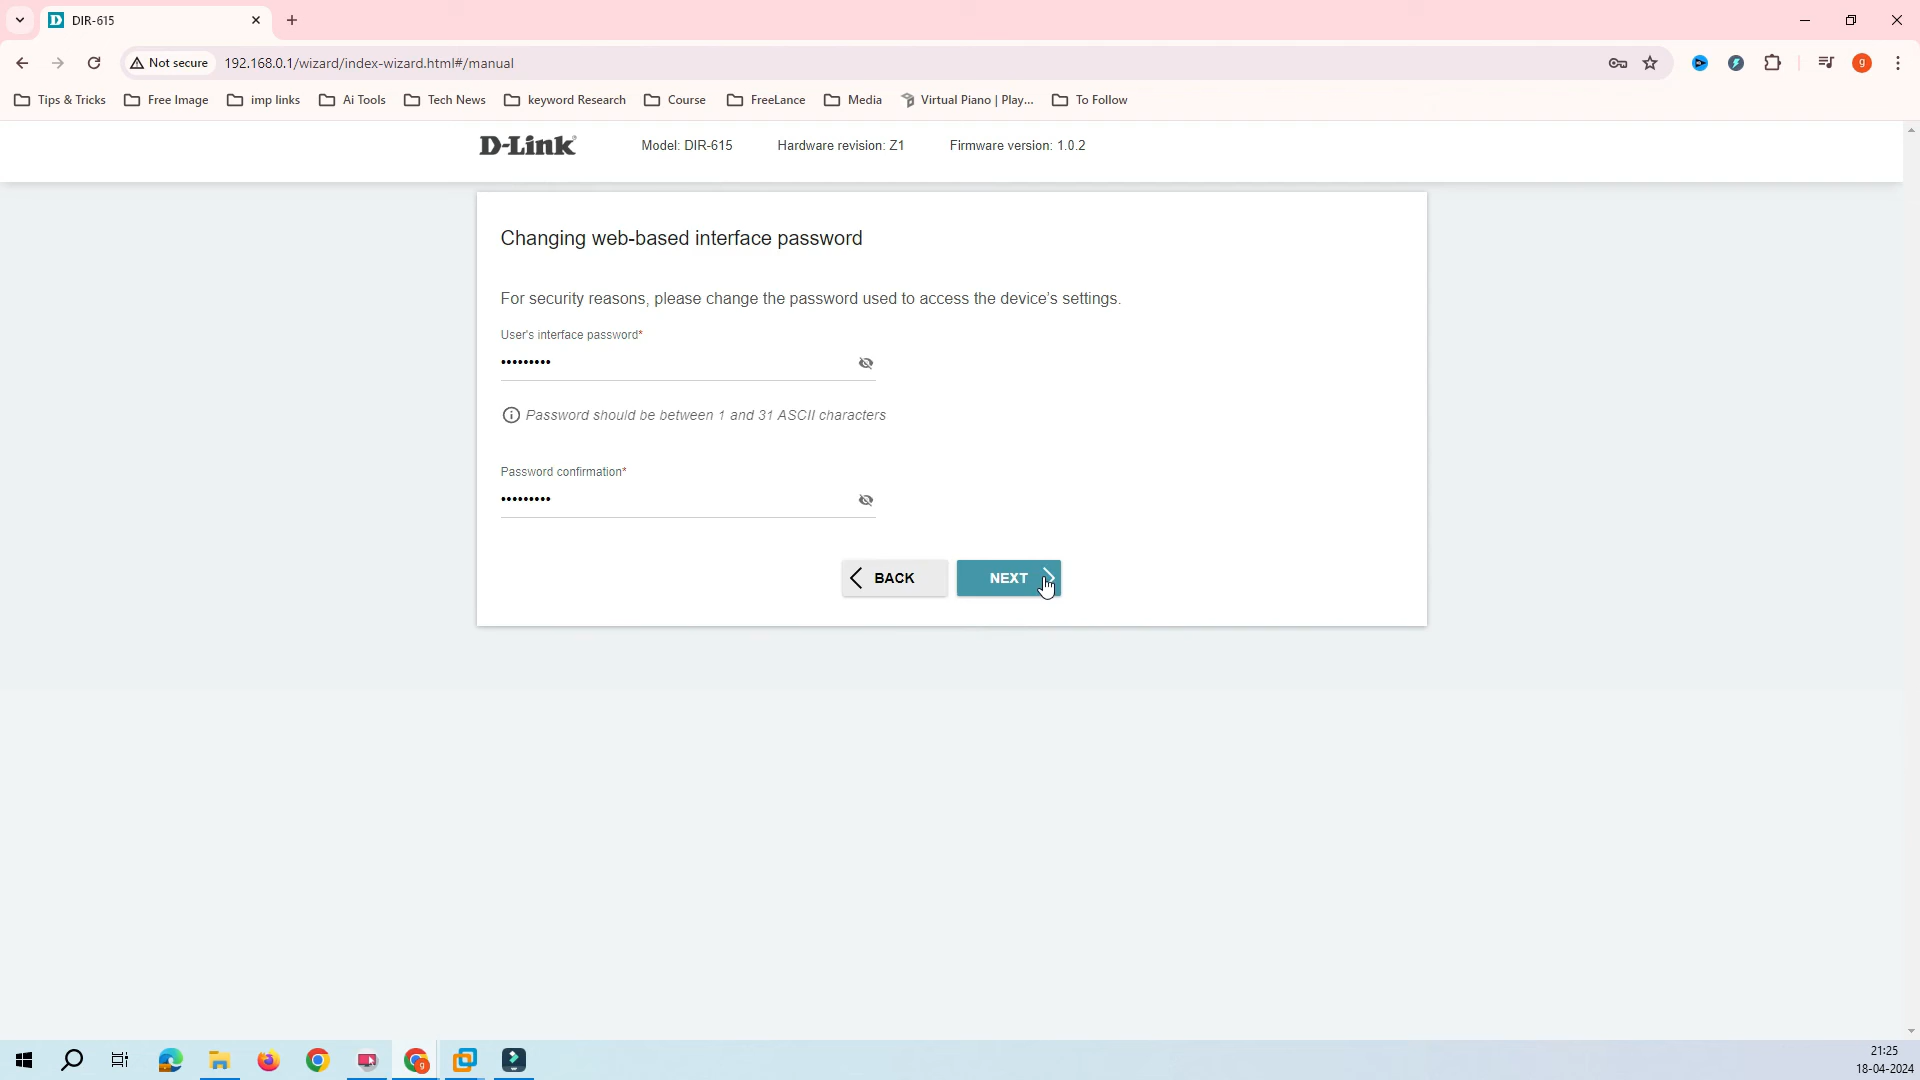 DIR-615
Not secure
192.168.0.1/wizard/index-wizard.html#/manual
g
Tips & Tricks
Free Image
imp links
Ai Tools
Tech News
keyword Research
Course
FreeLance
Media
Virtual Piano | Play...
To Follow
D-Link
Model: DIR-615
Hardware revision: Z1
Firmware version: 1.0.2
Changing web-based interface password
For security reasons, please change the password used to access the device's settings.
User's interface password*
•••••••••
Password should be between 1 and 31 ASCII characters
Password confirmation*
•••••••••
BACK
NEXT
21:25
18-04-2024